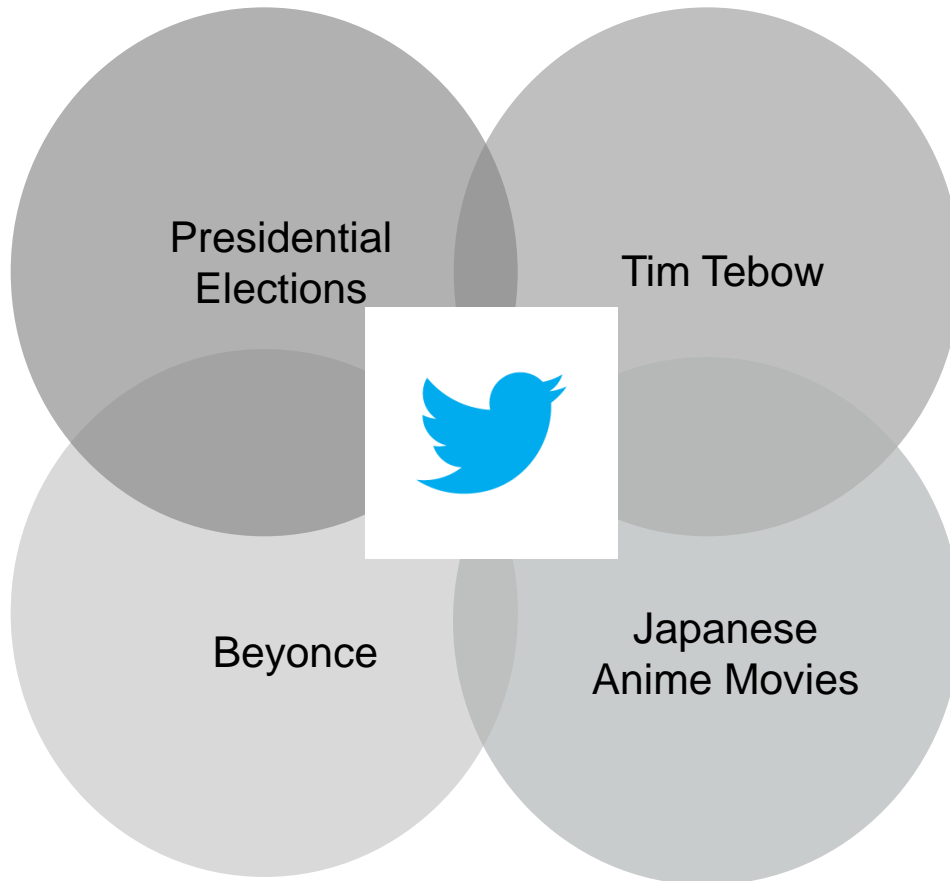 Presidential
Elections
Tim Tebow
Beyonce
Japanese
Anime Movies